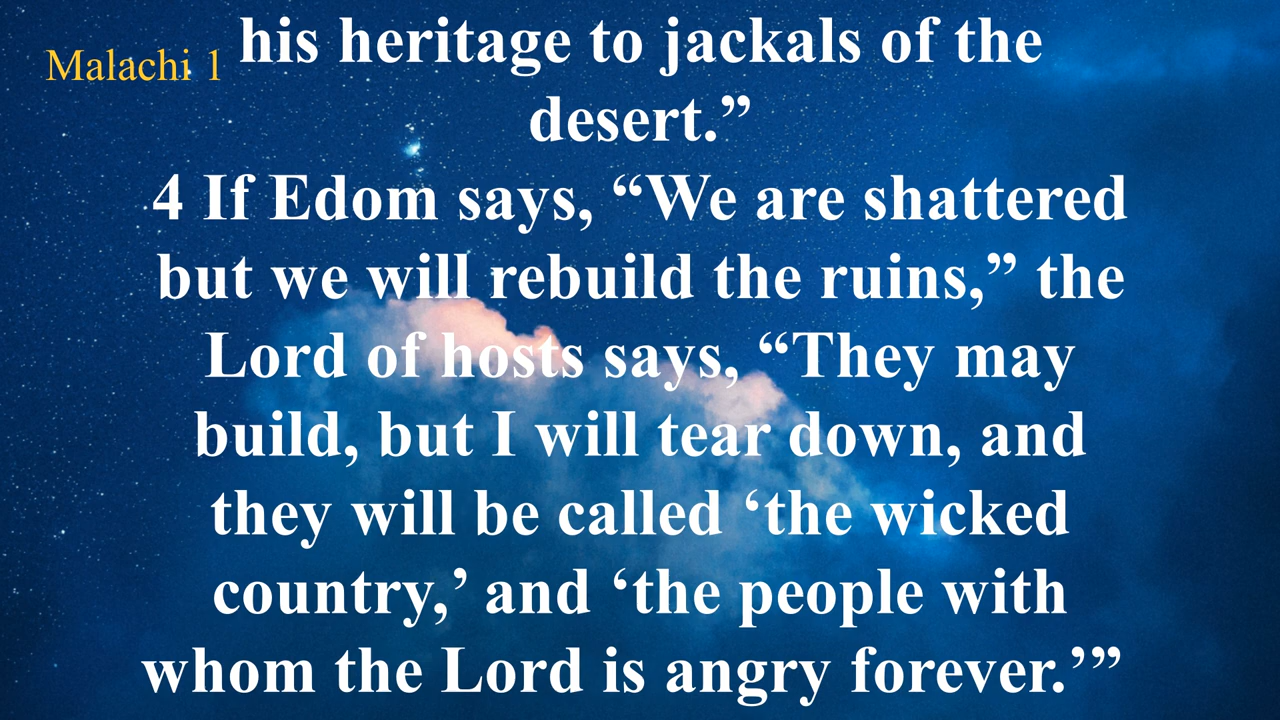 Malachi 1
his heritage to jackals of the
desert.”
4 If Edom says, “We are shattered
but we will rebuild the ruins,” the
Lord of hosts says, “They may
build, but I will tear down, and
they will be called ‘the wicked
country,’ and ‘the people with
whom the Lord is angry forever.’”